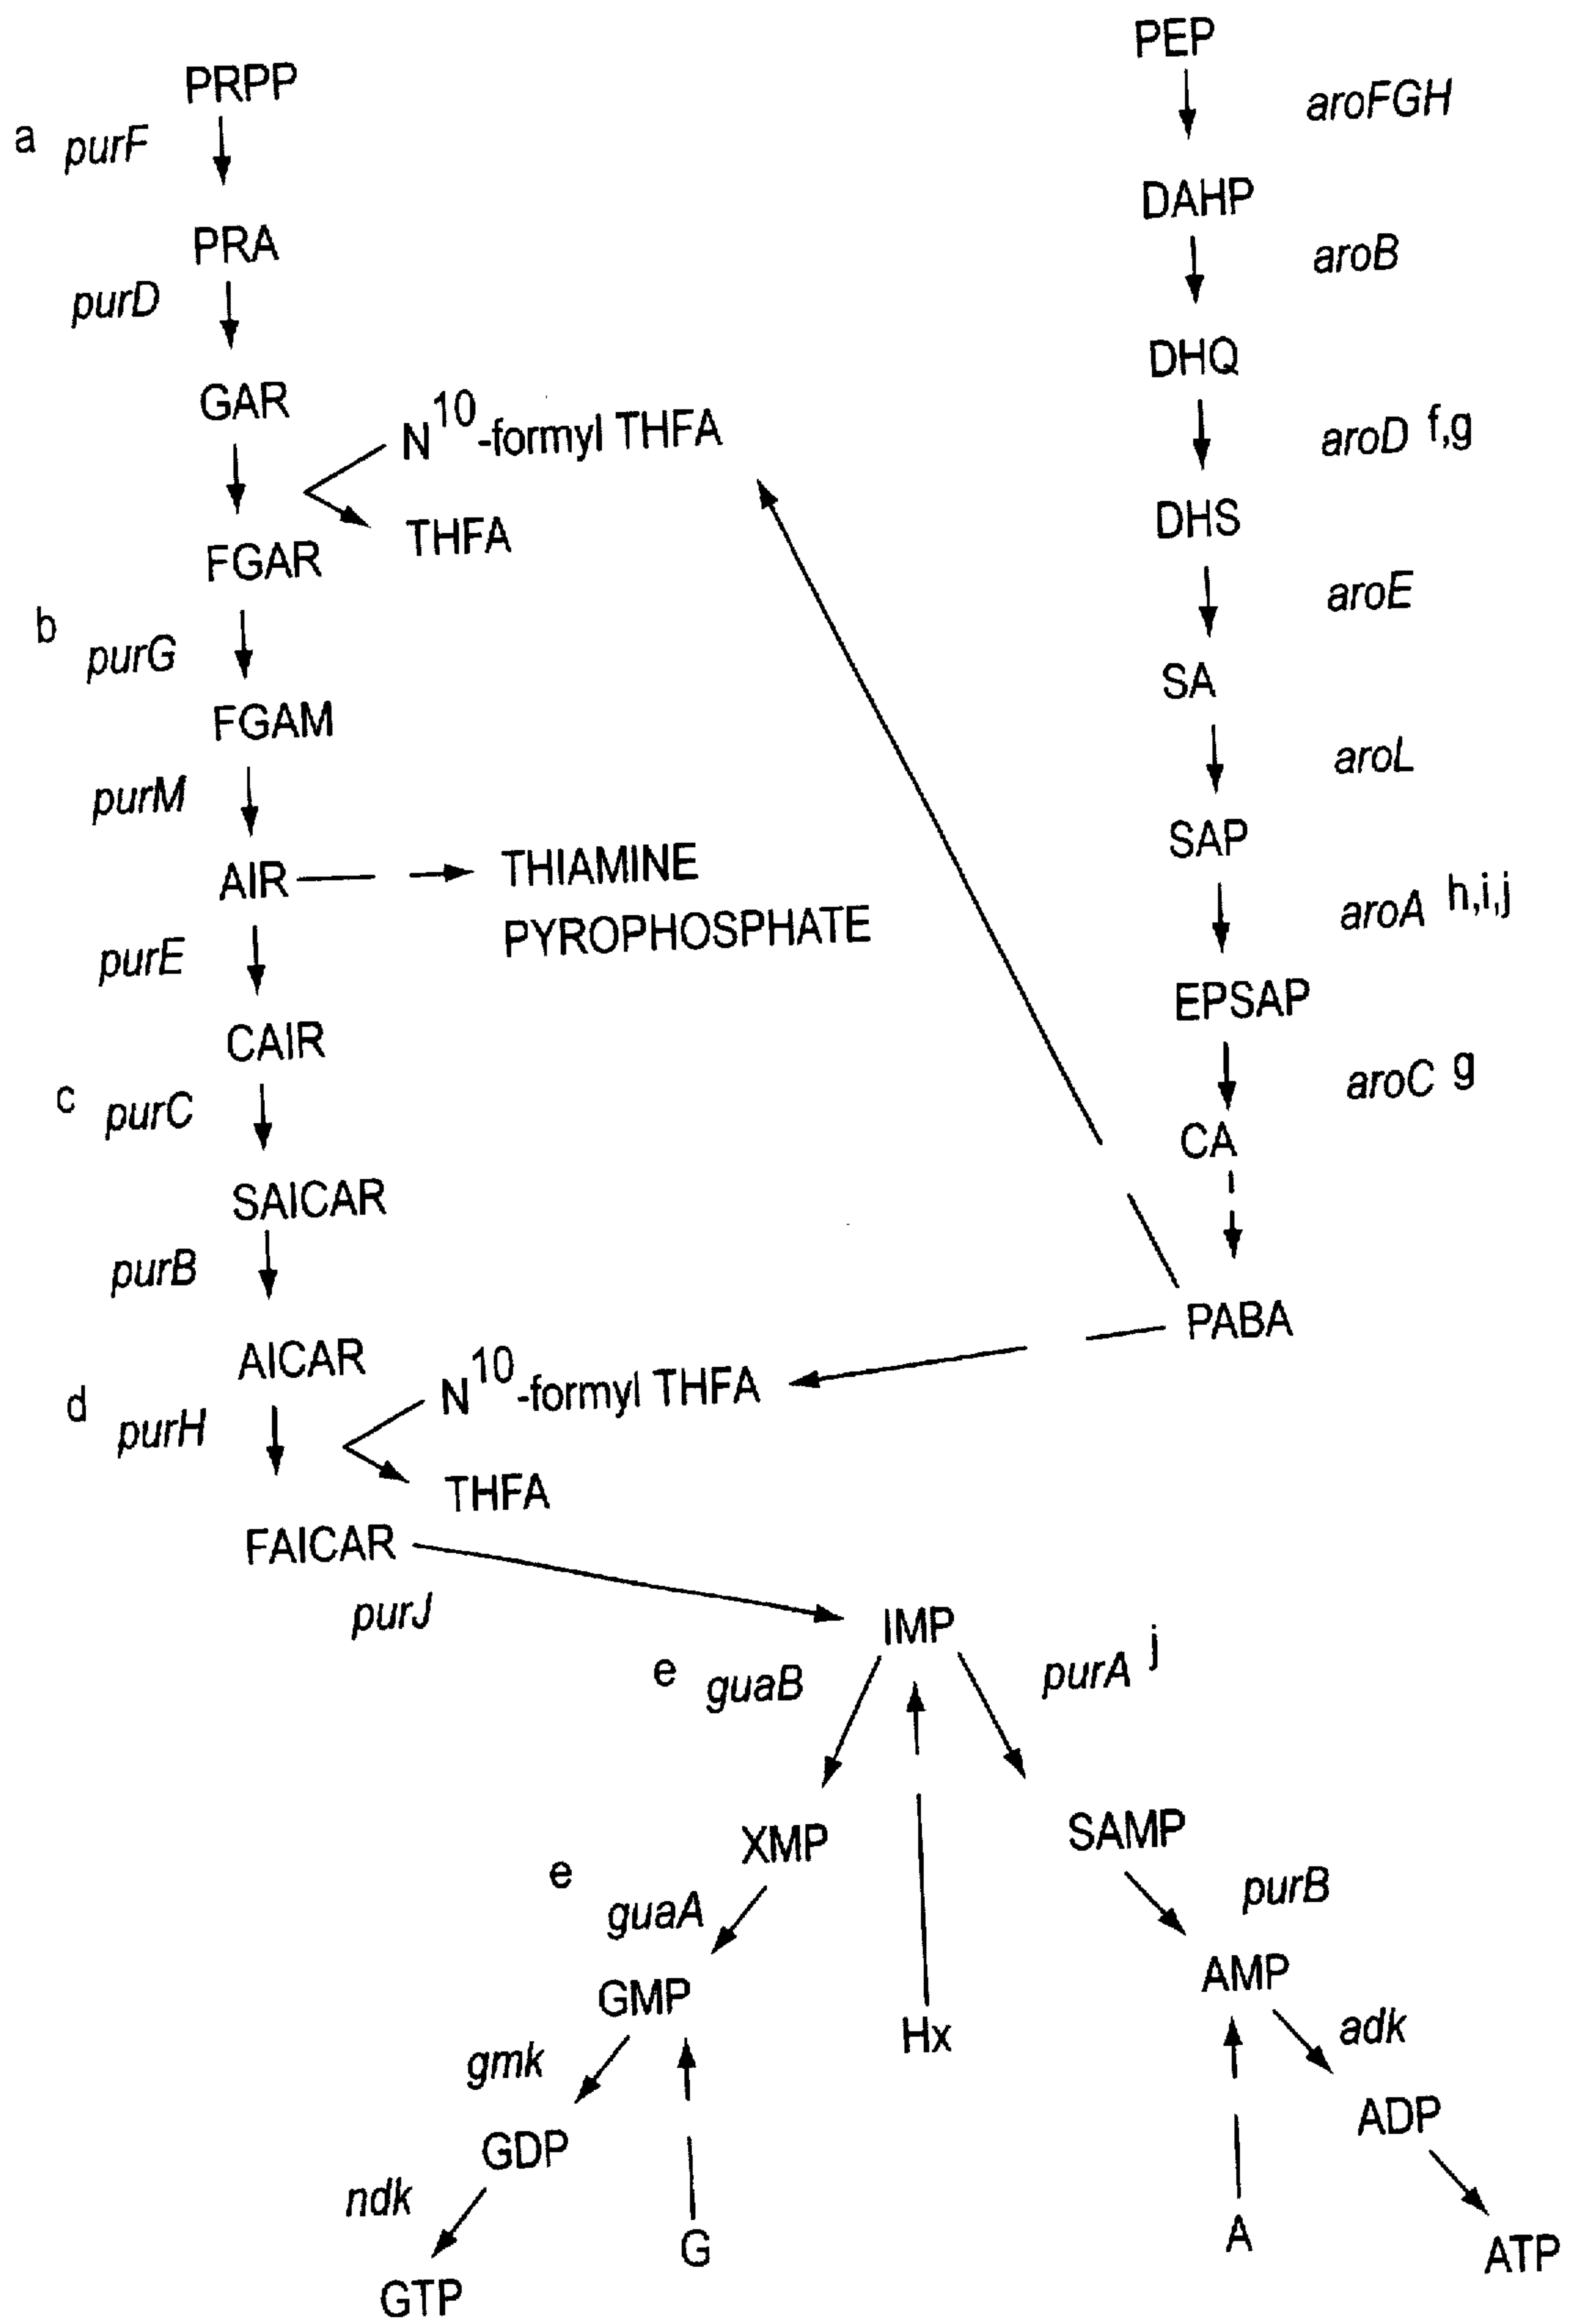 PRPP
a purF
PRA
purD
GAR
N10-formyl THFA
THFA
FGAR
b purG
FGAM
purM
AIR
THIAMINE
PYROPHOSPHATE
purE
CAIR
c purC
SAICAR
purB
AICAR
N10-formyl THFA
d purH
THFA
FAICAR
purJ
PEP
aroFGH
DAHP
aroB
DHQ
aroD f,g
DHS
aroE
SA
aroL
SAP
aroA h,i,j
EPSAP
aroC g
CA
PABA
IMP
e guaB
purA j
XMP
SAMP
e guaA
purB
GMP
AMP
Hx
gmk
adk
GDP
ADP
ndk
G
A
GTP
ATP